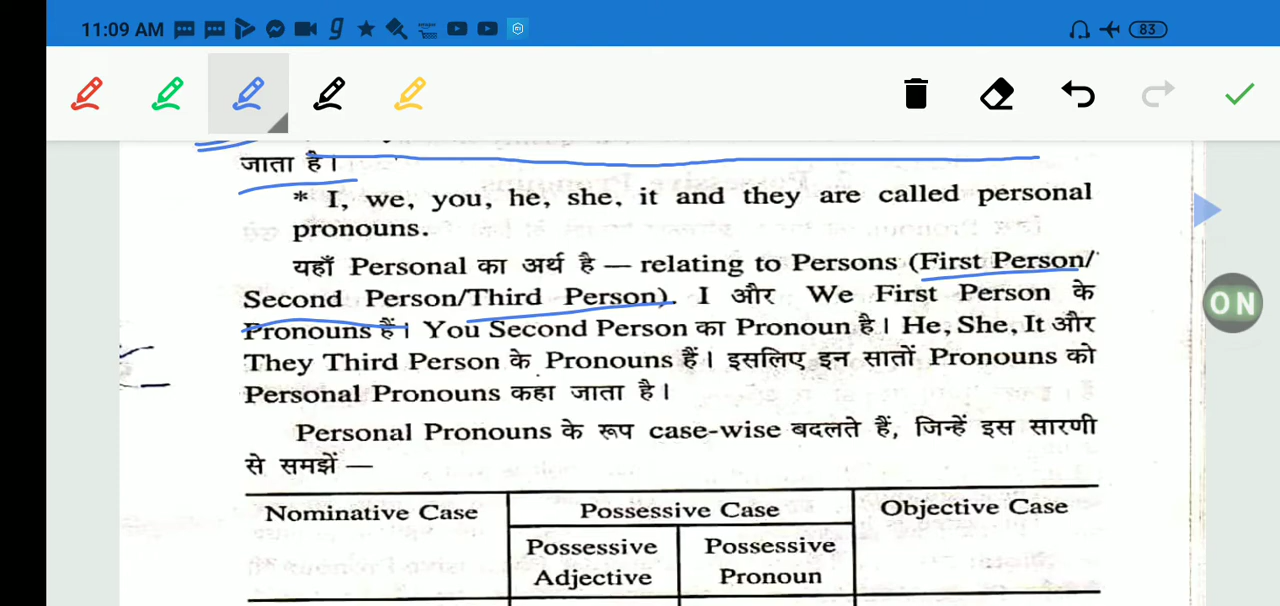 11:09 AM
83
जाता है।
* I, we, you, he, she, it and they are called personal
pronouns.
यहाँ Personal का अर्थ है — relating to Persons (First Person/
Second Person/Third Person). I और We First Person के
Pronouns हैं। You Second Person का Pronoun है। He, She, It और
They Third Person के Pronouns हैं। इसलिए इन सातों Pronouns को
Personal Pronouns कहा जाता है।
Personal Pronouns के रूप case-wise बदलते हैं, जिन्हें इस सारणी
से समझें —
Nominative Case
Possessive Case
Objective Case
Possessive
Adjective
Possessive
Pronoun
ON